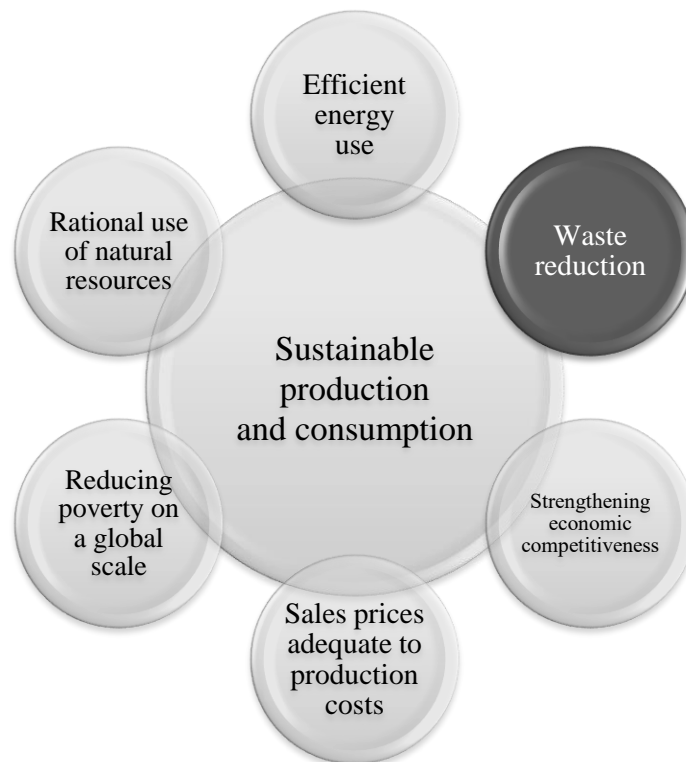 Efficient
energy
use
Waste
reduction
Rational use
of natural
resources
Sustainable
production
and consumption
Reducing
poverty on
a global
scale
Strengthening
economic
competitiveness
Sales prices
adequate to
production
costs